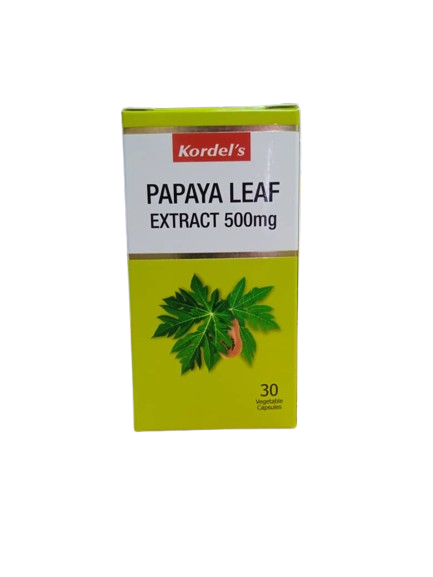 Kordel's
PAPAYA LEAF
EXTRACT 500mg
30
Vegetable
Capsules